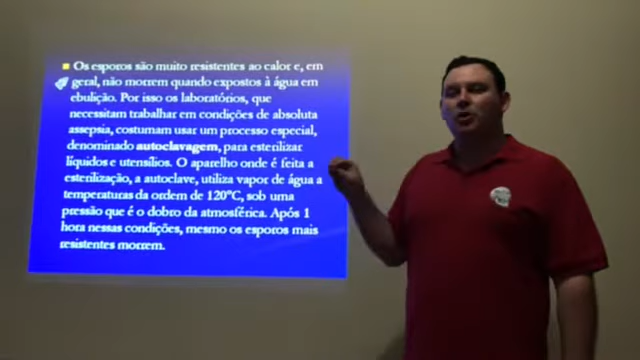 Os esporos são muito resistentes ao calor e, em
geral, não morrem quando expostos à água em
ebulição. Por isso os laboratórios, que
necessitam trabalhar em condições de absoluta
assepsia, costumam usar um processo especial,
denominado autoclavagem, para esterilizar
líquidos e utensílios. O aparelho onde é feita a
esterilização, a autoclave, utiliza vapor de água a
temperaturas da ordem de 120°C, sob uma
pressão que é o dobro da atmosférica. Após 1
hora nessas condições, mesmo os esporos mais
resistentes morrem.